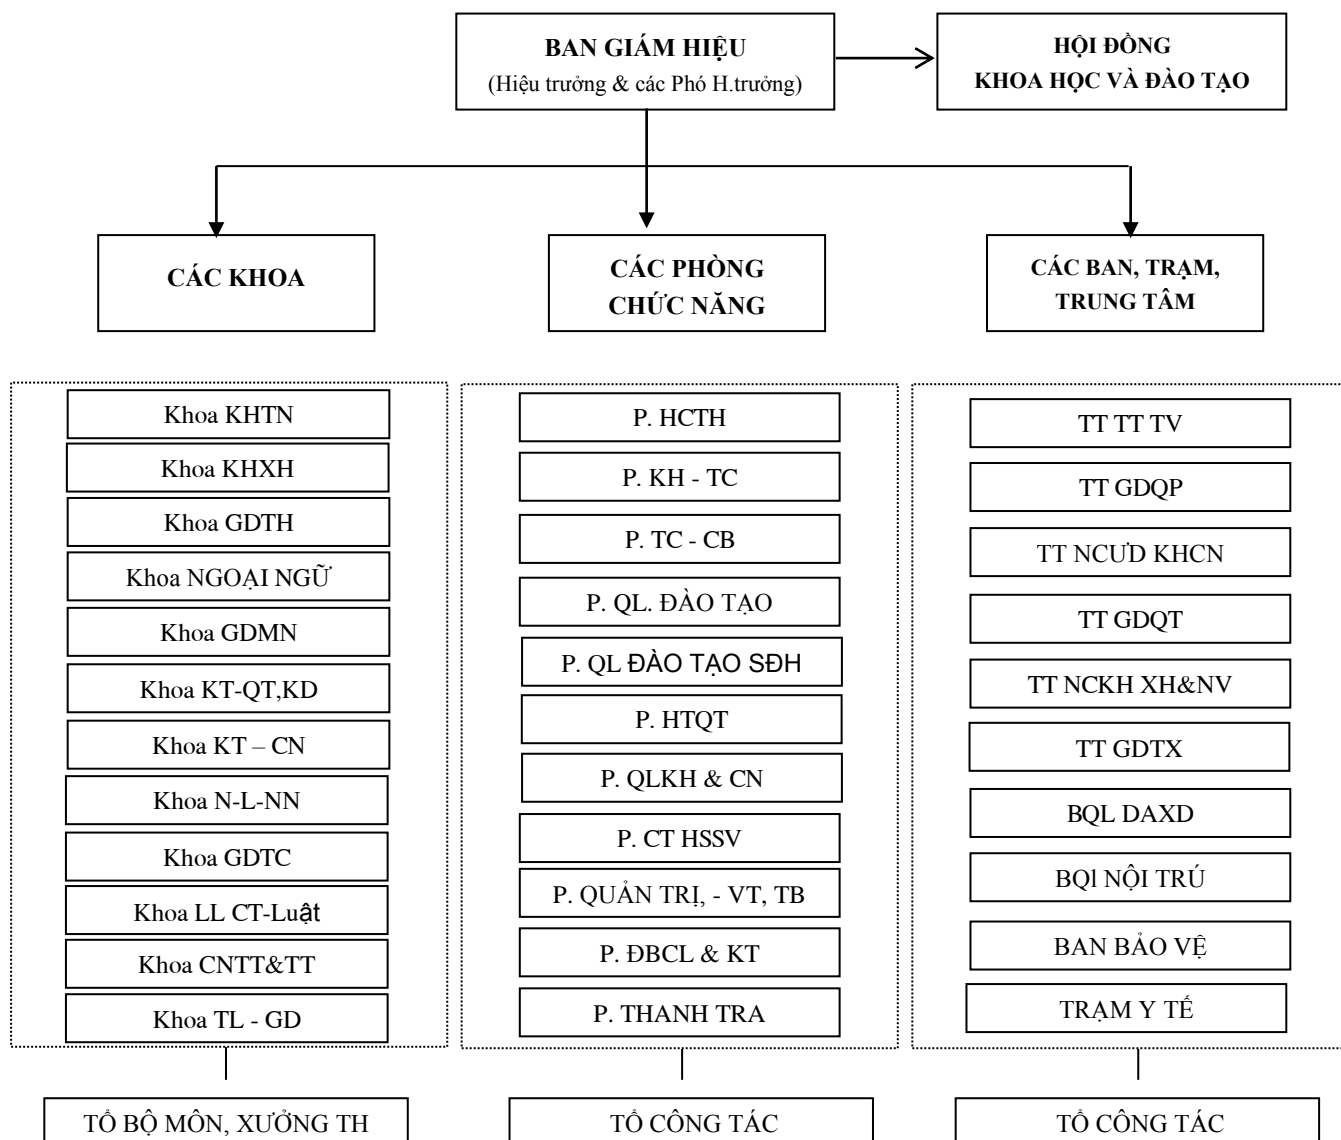 BAN GIÁM HIỆU
(Hiệu trưởng & các Phó H.trưởng)
HỘI ĐỒNG
KHOA HỌC VÀ ĐÀO TẠO
CÁC KHOA
CÁC PHÒNG
CHỨC NĂNG
CÁC BAN, TRẠM,
TRUNG TÂM
Khoa KHTN
Khoa KHXH
Khoa GDTH
Khoa NGOẠI NGỮ
Khoa GDMN
Khoa KT-QT,KD
Khoa KT – CN
Khoa N-L-NN
Khoa GDTC
Khoa LL CT-Luật
Khoa CNTT&TT
Khoa TL - GD
TỔ BỘ MÔN, XƯỞNG TH
P. HCTH
P. KH - TC
P. TC - CB
P. QL. ĐÀO TẠO
P. QL ĐÀO TẠO SĐH
P. HTQT
P. QLKH & CN
P. CT HSSV
P. QUẢN TRỊ, - VT, TB
P. ĐBCL & KT
P. THANH TRA
TỔ CÔNG TÁC
TT TT TV
TT GDQP
TT NCƯD KHCN
TT GDQT
TT NCKH XH&NV
TT GDTX
BQL DAXD
BQl NỘI TRÚ
BAN BẢO VỆ
TRẠM Y TẾ
TỔ CÔNG TÁC